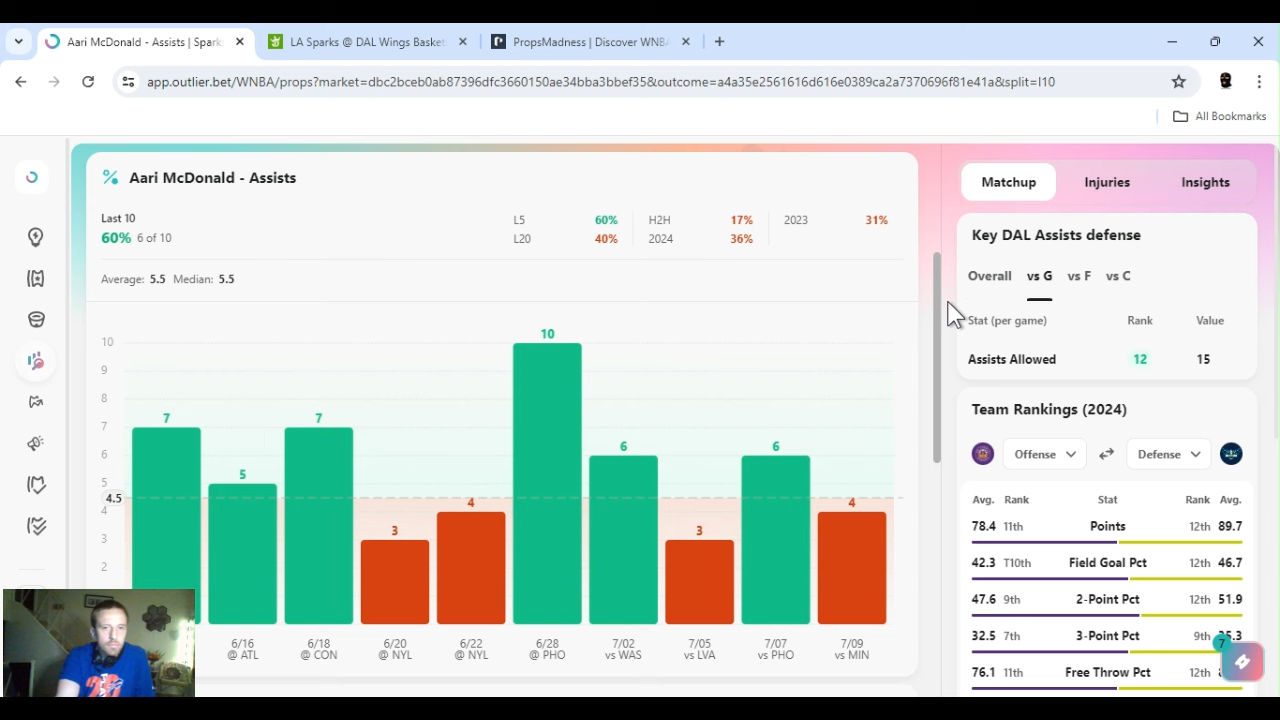 Aari McDonald - Assists | Spark
LA Sparks @ DAL Wings Basket
PropsMadness | Discover WNB
app.outlier.bet/WNBA/props?market=dbc2bceb0ab87396dfc3660150ae34bba3bbef35&outcome=a4a35e2561616d616e0389ca2a7370696f81e41a&split=l10
All Bookmarks
Aari McDonald - Assists
Last 10
60% 6 of 10
L5 60% H2H 17% 2023 31%
L20 40% 2024 36%
Average: 5.5 Median: 5.5
10
9
8
7
6
5
4.5
4
3
2
7
5
7
3
4
10
6
3
6
4
6/16
@ ATL
6/18
@ CON
6/20
@ NYL
6/22
@ NYL
6/28
@ PHO
7/02
vs WAS
7/05
vs LVA
7/07
vs PHO
7/09
vs MIN
Matchup Injuries Insights
Key DAL Assists defense
Overall vs G vs F vs C
Stat (per game) Rank Value
Assists Allowed 12 15
Team Rankings (2024)
Offense Defense
Avg. Rank Stat Rank Avg.
78.4 11th Points 12th 89.7
42.3 T10th Field Goal Pct 12th 46.7
47.6 9th 2-Point Pct 12th 51.9
32.5 7th 3-Point Pct 9th
76.1 11th Free Throw Pct 12th
7